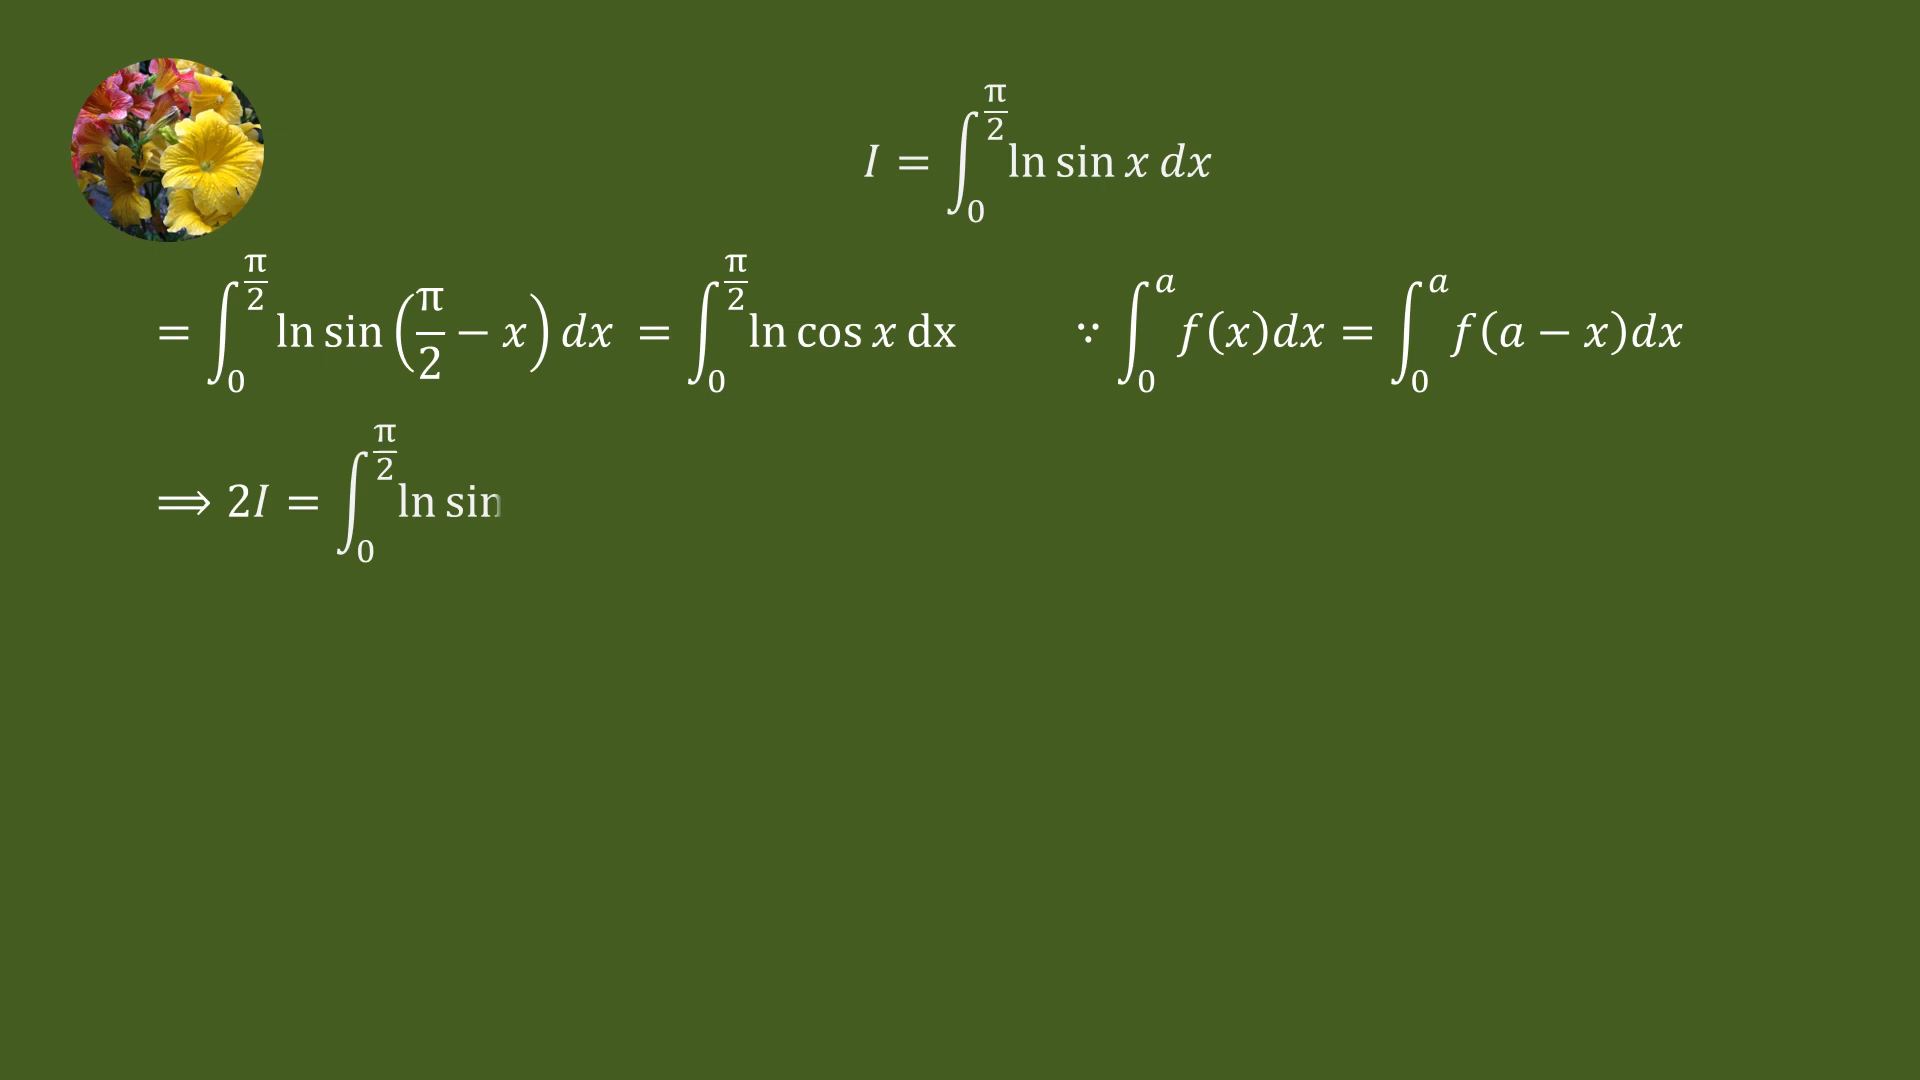 I = ∫₀^(π/2) ln sin x dx
= ∫₀^(π/2) ln sin (π/2 − x) dx = ∫₀^(π/2) ln cos x dx ∵ ∫₀^a f(x)dx = ∫₀^a f(a − x)dx
⟹ 2I = ∫₀^(π/2) ln sin